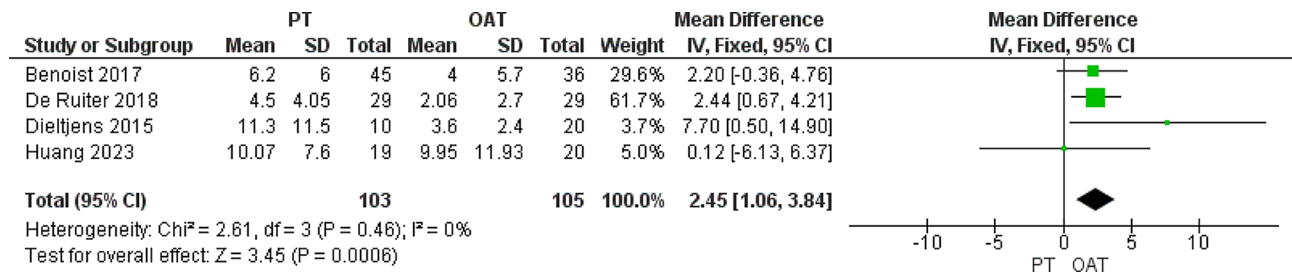 PT OAT Mean Difference Mean Difference
Study or Subgroup Mean SD Total Mean SD Total Weight IV, Fixed, 95% CI IV, Fixed, 95% CI
Benoist 2017 6.2 6 45 4 5.7 36 29.6% 2.20 [-0.36, 4.76]
De Ruiter 2018 4.5 4.05 29 2.06 2.7 29 61.7% 2.44 [0.67, 4.21]
Dieltjens 2015 11.3 11.5 10 3.6 2.4 20 3.7% 7.70 [0.50, 14.90]
Huang 2023 10.07 7.6 19 9.95 11.93 20 5.0% 0.12 [-6.13, 6.37]
Total (95% CI) 103 105 100.0% 2.45 [1.06, 3.84]
Heterogeneity: Chi² = 2.61, df = 3 (P = 0.46); I² = 0%
Test for overall effect: Z = 3.45 (P = 0.0006)
-10 -5 0 5 10
PT OAT